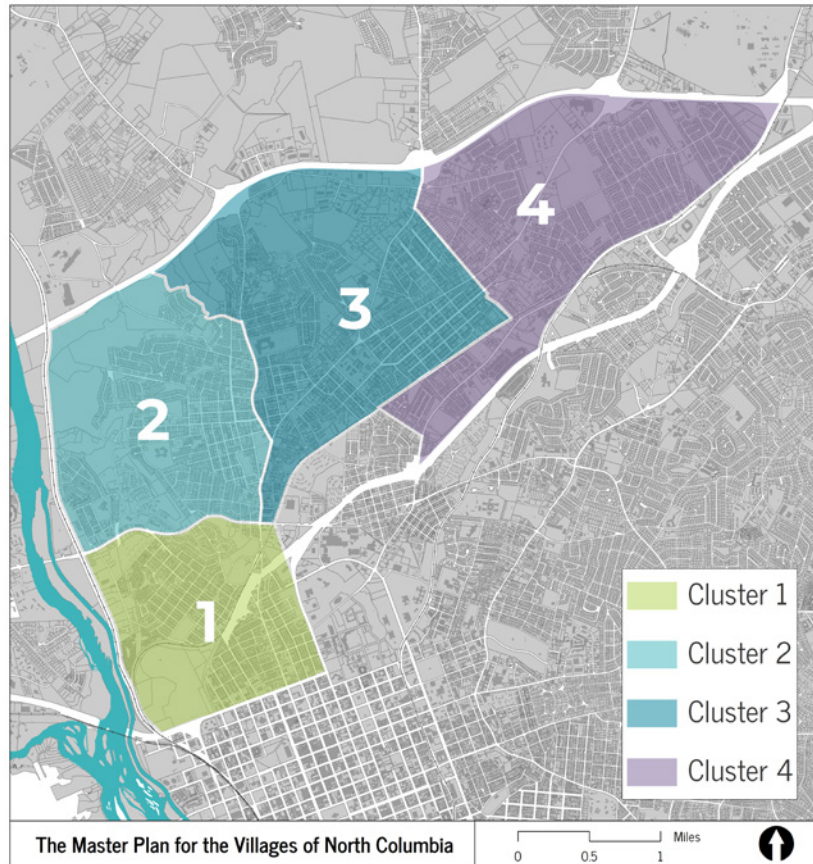 4
3
2
1
Cluster 1
Cluster 2
Cluster 3
Cluster 4
The Master Plan for the Villages of North Columbia
Miles
0 0.5 1